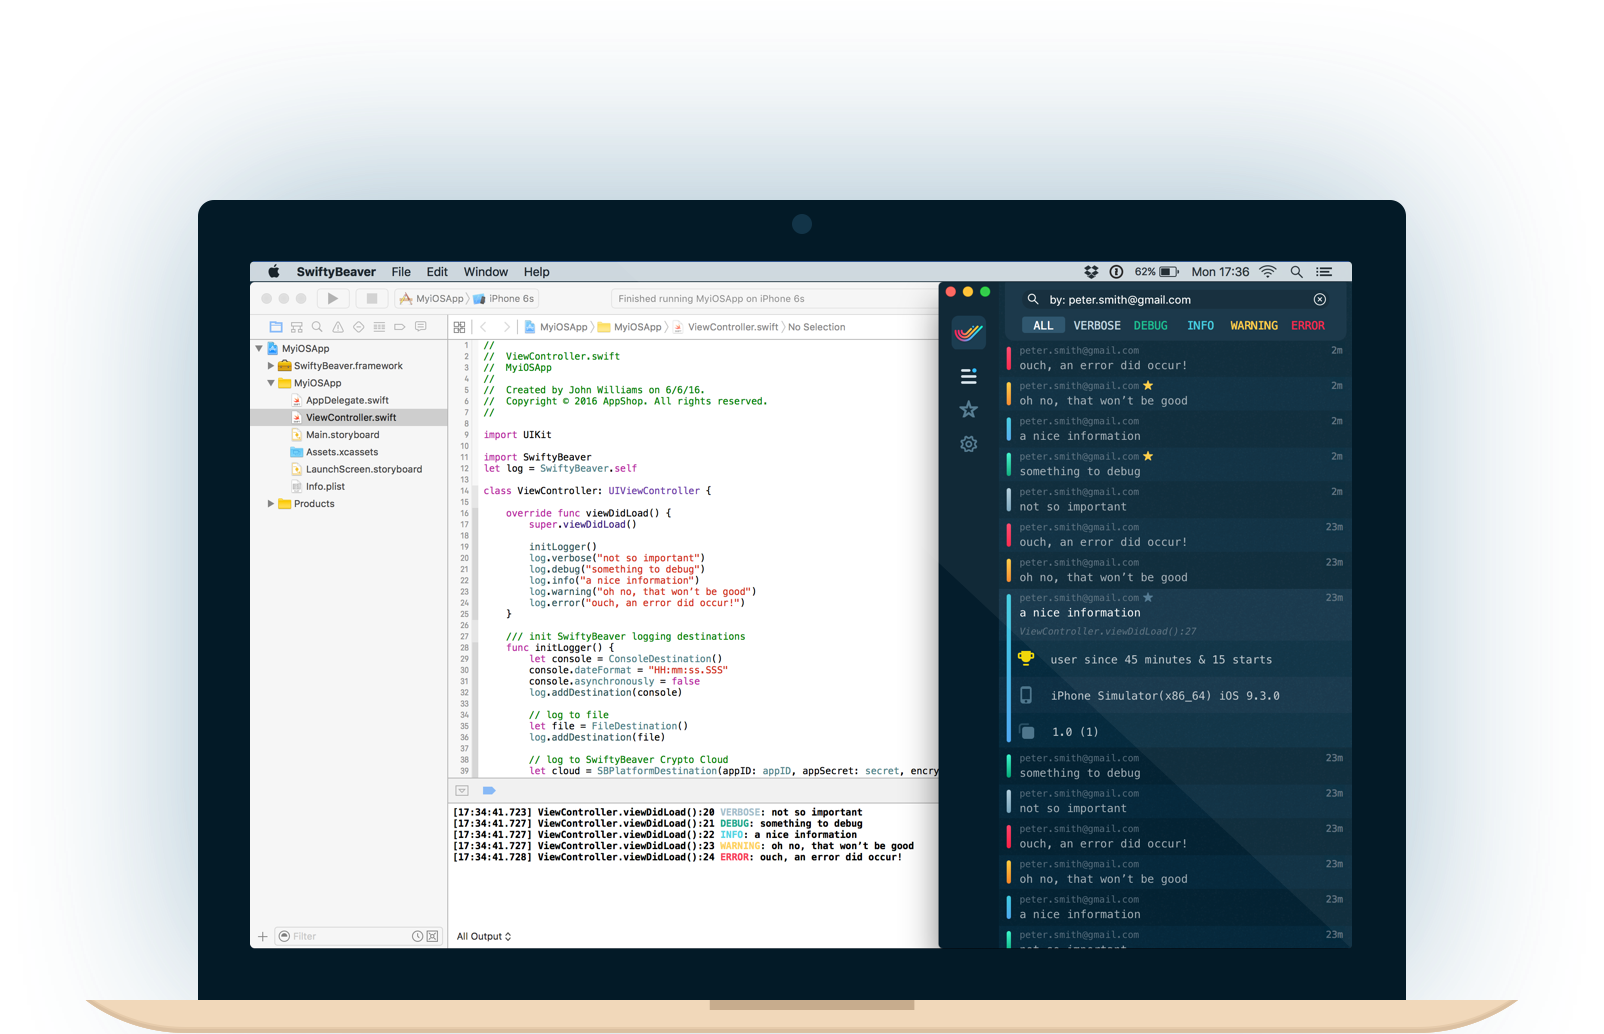 SwiftyBeaver File Edit Window Help
62% Mon 17:36
MyiOSApp iPhone 6s
Finished running MyiOSApp on iPhone 6s
MyiOSApp MyiOSApp ViewController.swift No Selection
MyiOSApp
SwiftyBeaver.framework
MyiOSApp
AppDelegate.swift
ViewController.swift
Main.storyboard
Assets.xcassets
LaunchScreen.storyboard
Info.plist
Products
Filter
1 //
2 // ViewController.swift
3 // MyiOSApp
4 //
5 // Created by John Williams on 6/6/16.
6 // Copyright © 2016 AppShop. All rights reserved.
7 //
8
9 import UIKit
10
11 import SwiftyBeaver
12 let log = SwiftyBeaver.self
13
14 class ViewController: UIViewController {
15
16 override func viewDidLoad() {
17 super.viewDidLoad()
18
19 initLogger()
20 log.verbose("not so important")
21 log.debug("something to debug")
22 log.info("a nice information")
23 log.warning("oh no, that won't be good")
24 log.error("ouch, an error did occur!")
25 }
26
27 /// init SwiftyBeaver logging destinations
28 func initLogger() {
29 let console = ConsoleDestination()
30 console.dateFormat = "HH:mm:ss.SSS"
31 console.asynchronously = false
32 log.addDestination(console)
33
34 // log to file
35 let file = FileDestination()
36 log.addDestination(file)
37
38 // log to SwiftyBeaver Crypto Cloud
39 let cloud = SBPlatformDestination(appID: appID, appSecret: secret, encry
[17:34:41.723] ViewController.viewDidLoad():20 VERBOSE: not so important
[17:34:41.727] ViewController.viewDidLoad():21 DEBUG: something to debug
[17:34:41.727] ViewController.viewDidLoad():22 INFO: a nice information
[17:34:41.727] ViewController.viewDidLoad():23 WARNING: oh no, that won't be good
[17:34:41.728] ViewController.viewDidLoad():24 ERROR: ouch, an error did occur!
All Output
by: peter.smith@gmail.com
ALL VERBOSE DEBUG INFO WARNING ERROR
peter.smith@gmail.com 2m
ouch, an error did occur!
peter.smith@gmail.com 2m
oh no, that won't be good
peter.smith@gmail.com 2m
a nice information
peter.smith@gmail.com 2m
something to debug
peter.smith@gmail.com 2m
not so important
peter.smith@gmail.com 23m
ouch, an error did occur!
peter.smith@gmail.com 23m
oh no, that won't be good
peter.smith@gmail.com 23m
a nice information
ViewController.viewDidLoad():27
user since 45 minutes & 15 starts
iPhone Simulator(x86_64) iOS 9.3.0
1.0 (1)
peter.smith@gmail.com 23m
something to debug
peter.smith@gmail.com 23m
not so important
peter.smith@gmail.com 23m
ouch, an error did occur!
peter.smith@gmail.com 23m
oh no, that won't be good
peter.smith@gmail.com 23m
a nice information
peter.smith@gmail.com 23m
not so important